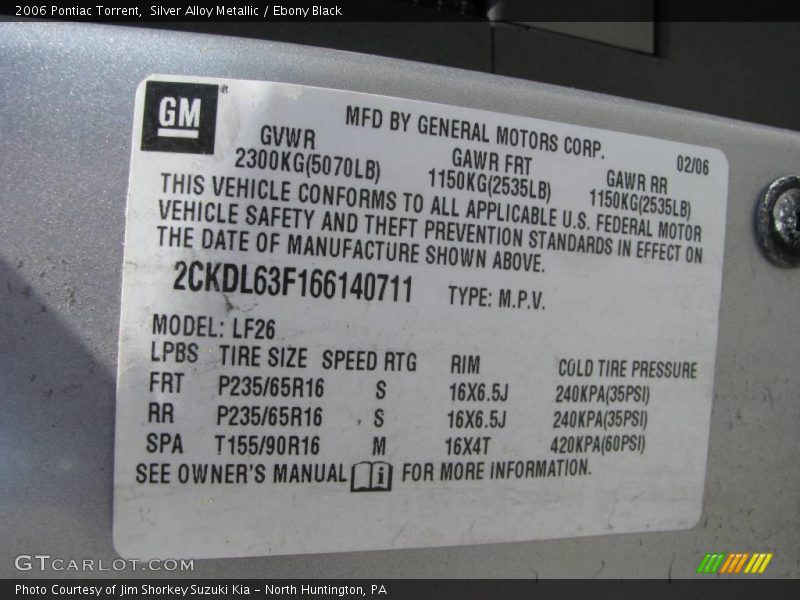 2006 Pontiac Torrent, Silver Alloy Metallic / Ebony Black
GM®
MFD BY GENERAL MOTORS CORP.
02/06
GVWR GAWR FRT GAWR RR
2300KG(5070LB) 1150KG(2535LB) 1150KG(2535LB)
THIS VEHICLE CONFORMS TO ALL APPLICABLE U.S. FEDERAL MOTOR
VEHICLE SAFETY AND THEFT PREVENTION STANDARDS IN EFFECT ON
THE DATE OF MANUFACTURE SHOWN ABOVE.
2CKDL63F166140711 TYPE: M.P.V.
MODEL: LF26
LPBS TIRE SIZE SPEED RTG RIM COLD TIRE PRESSURE
FRT P235/65R16 S 16X6.5J 240KPA(35PSI)
RR P235/65R16 S 16X6.5J 240KPA(35PSI)
SPA T155/90R16 M 16X4T 420KPA(60PSI)
SEE OWNER'S MANUAL i FOR MORE INFORMATION.
GTCARLOT.COM
Photo Courtesy of Jim Shorkey Suzuki Kia - North Huntington, PA